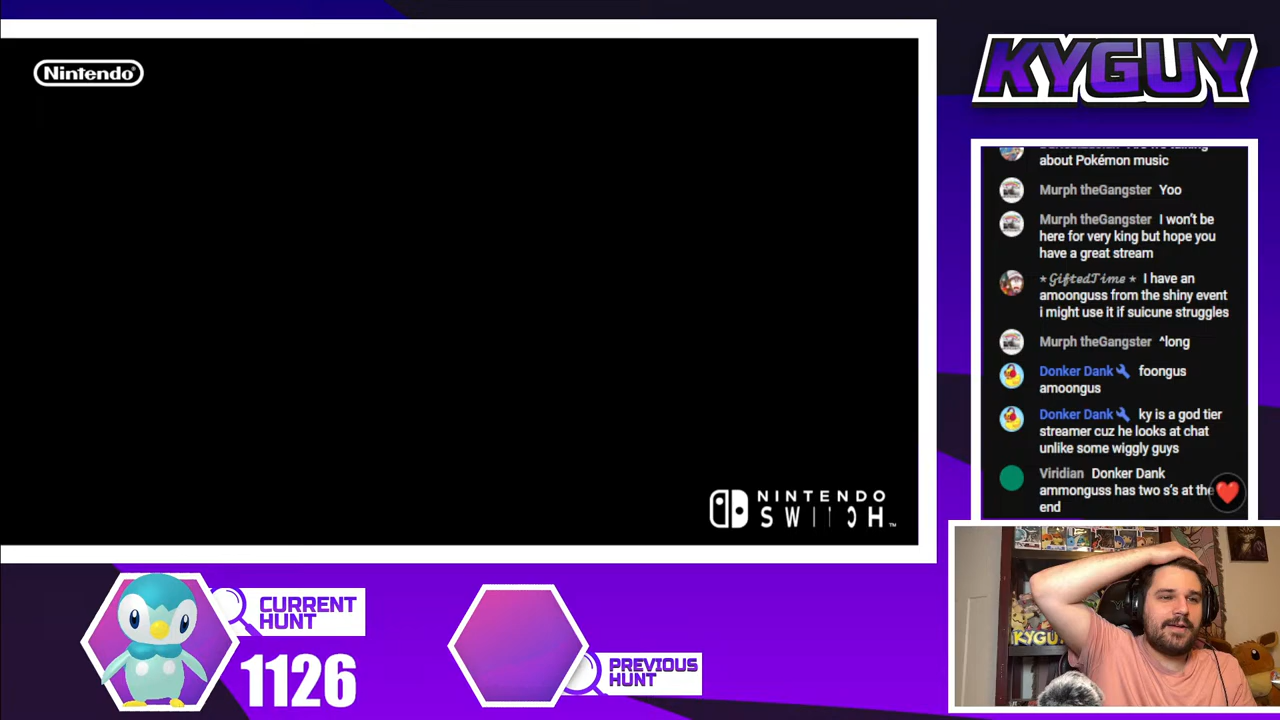 Nintendo®
NINTENDO
SWITCH™
KYGUY
about Pokémon music
Murph theGangster Yoo
Murph theGangster I won't be
here for very king but hope you
have a great stream
⋆ 𝓖𝓲𝓯𝓽𝓮𝓭𝓣𝓲𝓶𝓮 ⋆ I have an
amoonguss from the shiny event
i might use it if suicune struggles
Murph theGangster ^long
Donker Dank foongus
amoongus
Donker Dank ky is a god tier
streamer cuz he looks at chat
unlike some wiggly guys
Viridian Donker Dank
ammonguss has two s's at the
end
CURRENT
HUNT
1126
PREVIOUS
HUNT
KYGU